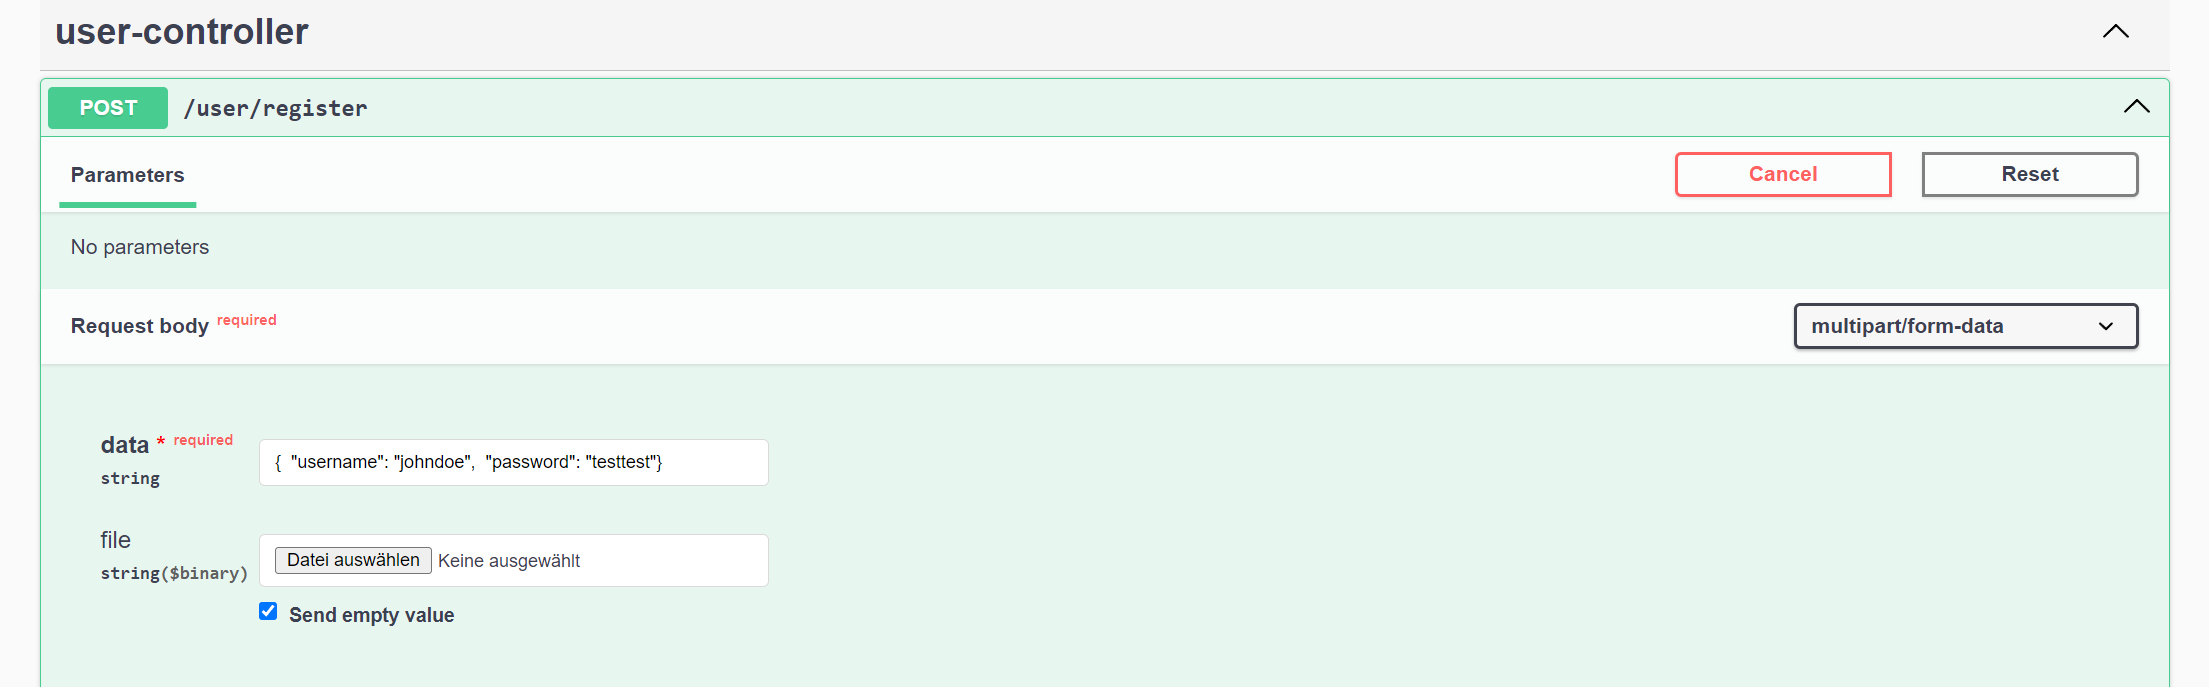 user-controller
POST /user/register
Parameters
Cancel
Reset
No parameters
Request body required
multipart/form-data
data * required
string
{  "username": "johndoe",  "password": "testtest"}
file
string($binary)
Datei auswählen Keine ausgewählt
Send empty value